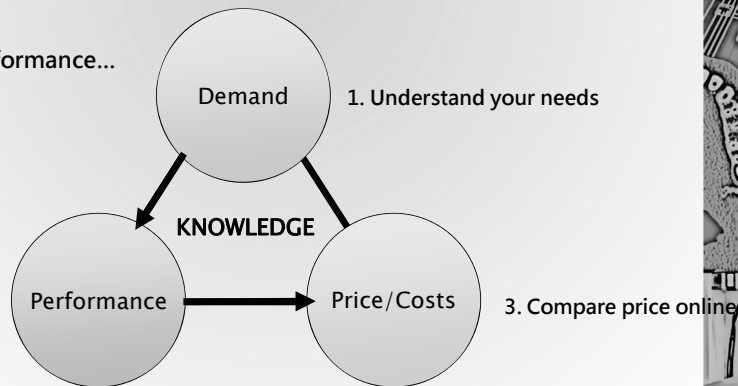 formance...
Demand
1. Understand your needs
KNOWLEDGE
Performance
Price/Costs
3. Compare price online